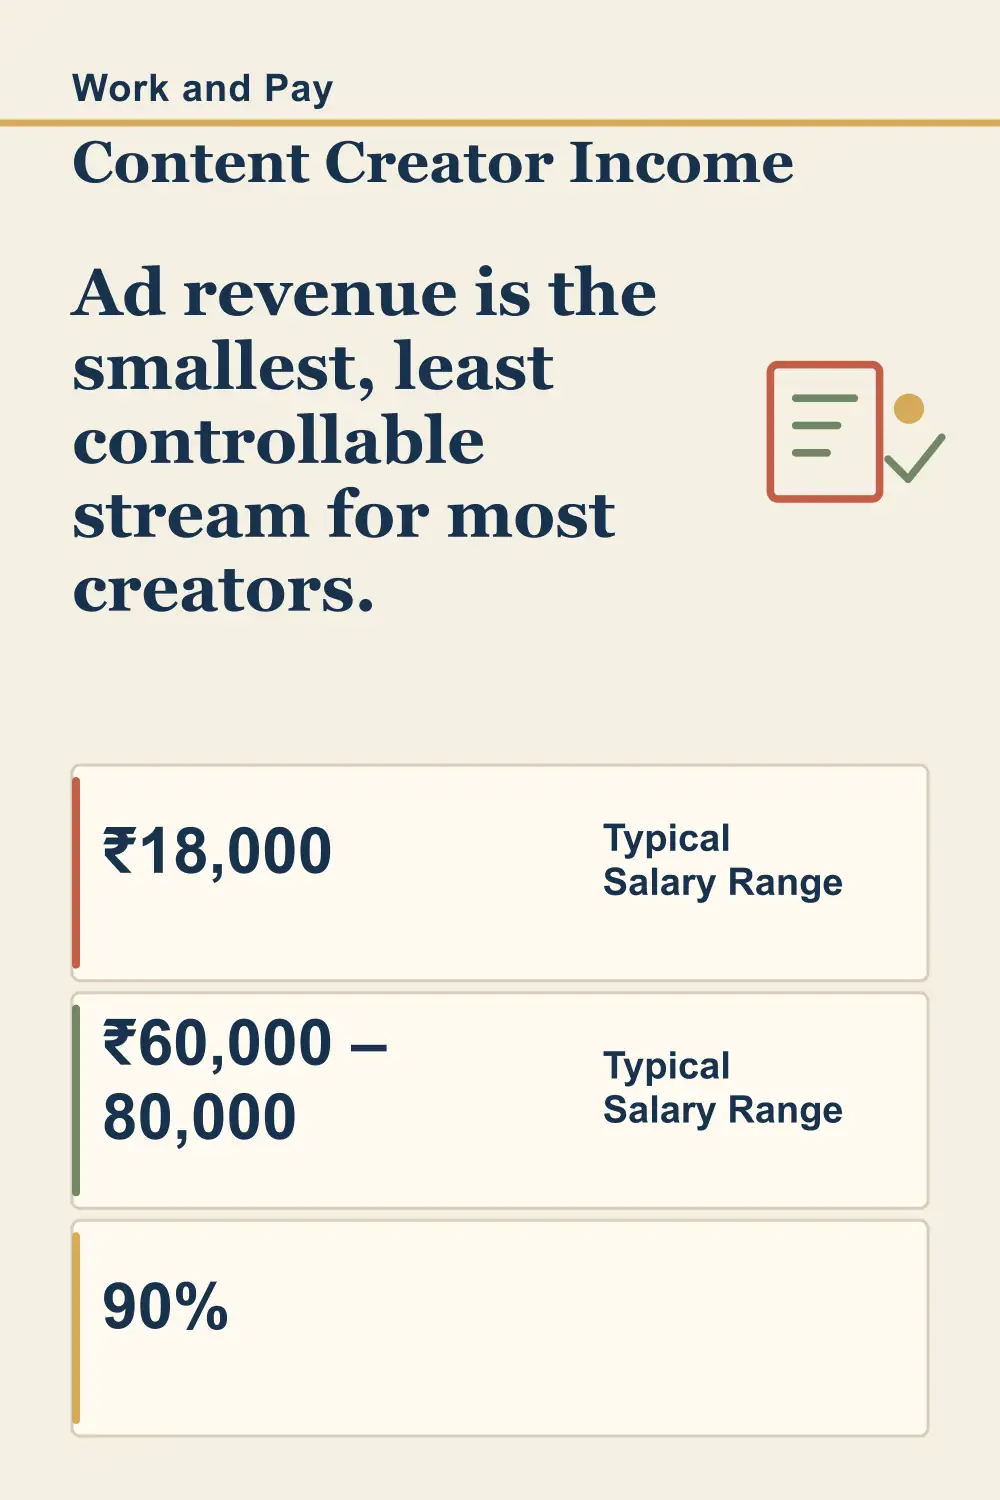 Work and Pay
Content Creator Income
Ad revenue is the
smallest, least
controllable
stream for most
creators.
₹18,000
Typical
Salary Range
₹60,000 –
80,000
Typical
Salary Range
90%